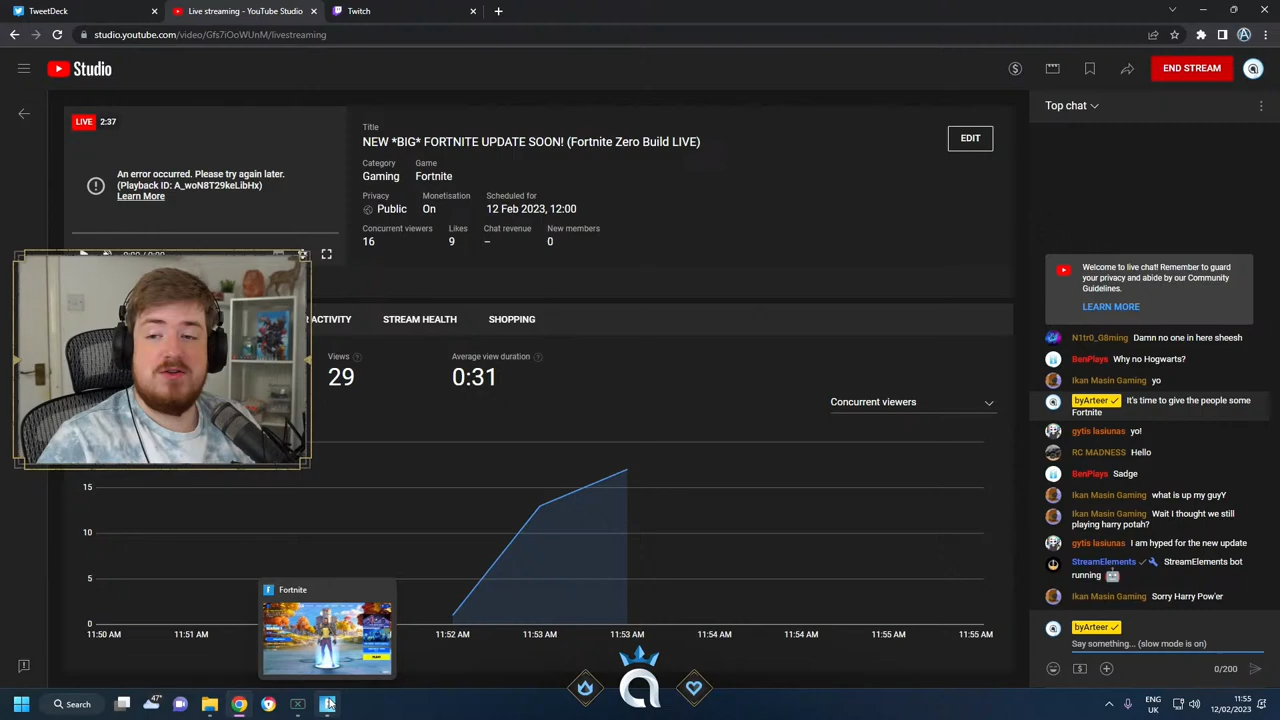 TweetDeck
Live streaming - YouTube Studio
Twitch
studio.youtube.com/video/Gfs7iOoWUnM/livestreaming
Studio
END STREAM
LIVE 2:37
An error occurred. Please try again later.
(Playback ID: A_woN8T29keLibHx)
Learn More
Title
NEW *BIG* FORTNITE UPDATE SOON! (Fortnite Zero Build LIVE)
EDIT
Category Game
Gaming Fortnite
Privacy Monetisation Scheduled for
Public On 12 Feb 2023, 12:00
Concurrent viewers Likes Chat revenue New members
16 9 – 0
STREAM HEALTH
SHOPPING
Views
29
Average view duration
0:31
Concurrent viewers
15
10
5
0
11:50 AM 11:51 AM 11:52 AM 11:53 AM 11:53 AM 11:54 AM 11:54 AM 11:55 AM 11:55 AM
Fortnite
Top chat
Welcome to live chat! Remember to guard
your privacy and abide by our Community
Guidelines.
LEARN MORE
N1tr0_G8ming Damn no one in here sheesh
BenPlays Why no Hogwarts?
Ikan Masin Gaming yo
byArteer It's time to give the people some
Fortnite
gytis lasiunas yo!
RC MADNESS Hello
BenPlays Sadge
Ikan Masin Gaming what is up my guyY
Ikan Masin Gaming Wait I thought we still
playing harry potah?
gytis lasiunas I am hyped for the new update
StreamElements StreamElements bot
running
Ikan Masin Gaming Sorry Harry Pow'er
byArteer
Say something... (slow mode is on)
0/200
Search
47°
ENG
UK
11:55
12/02/2023